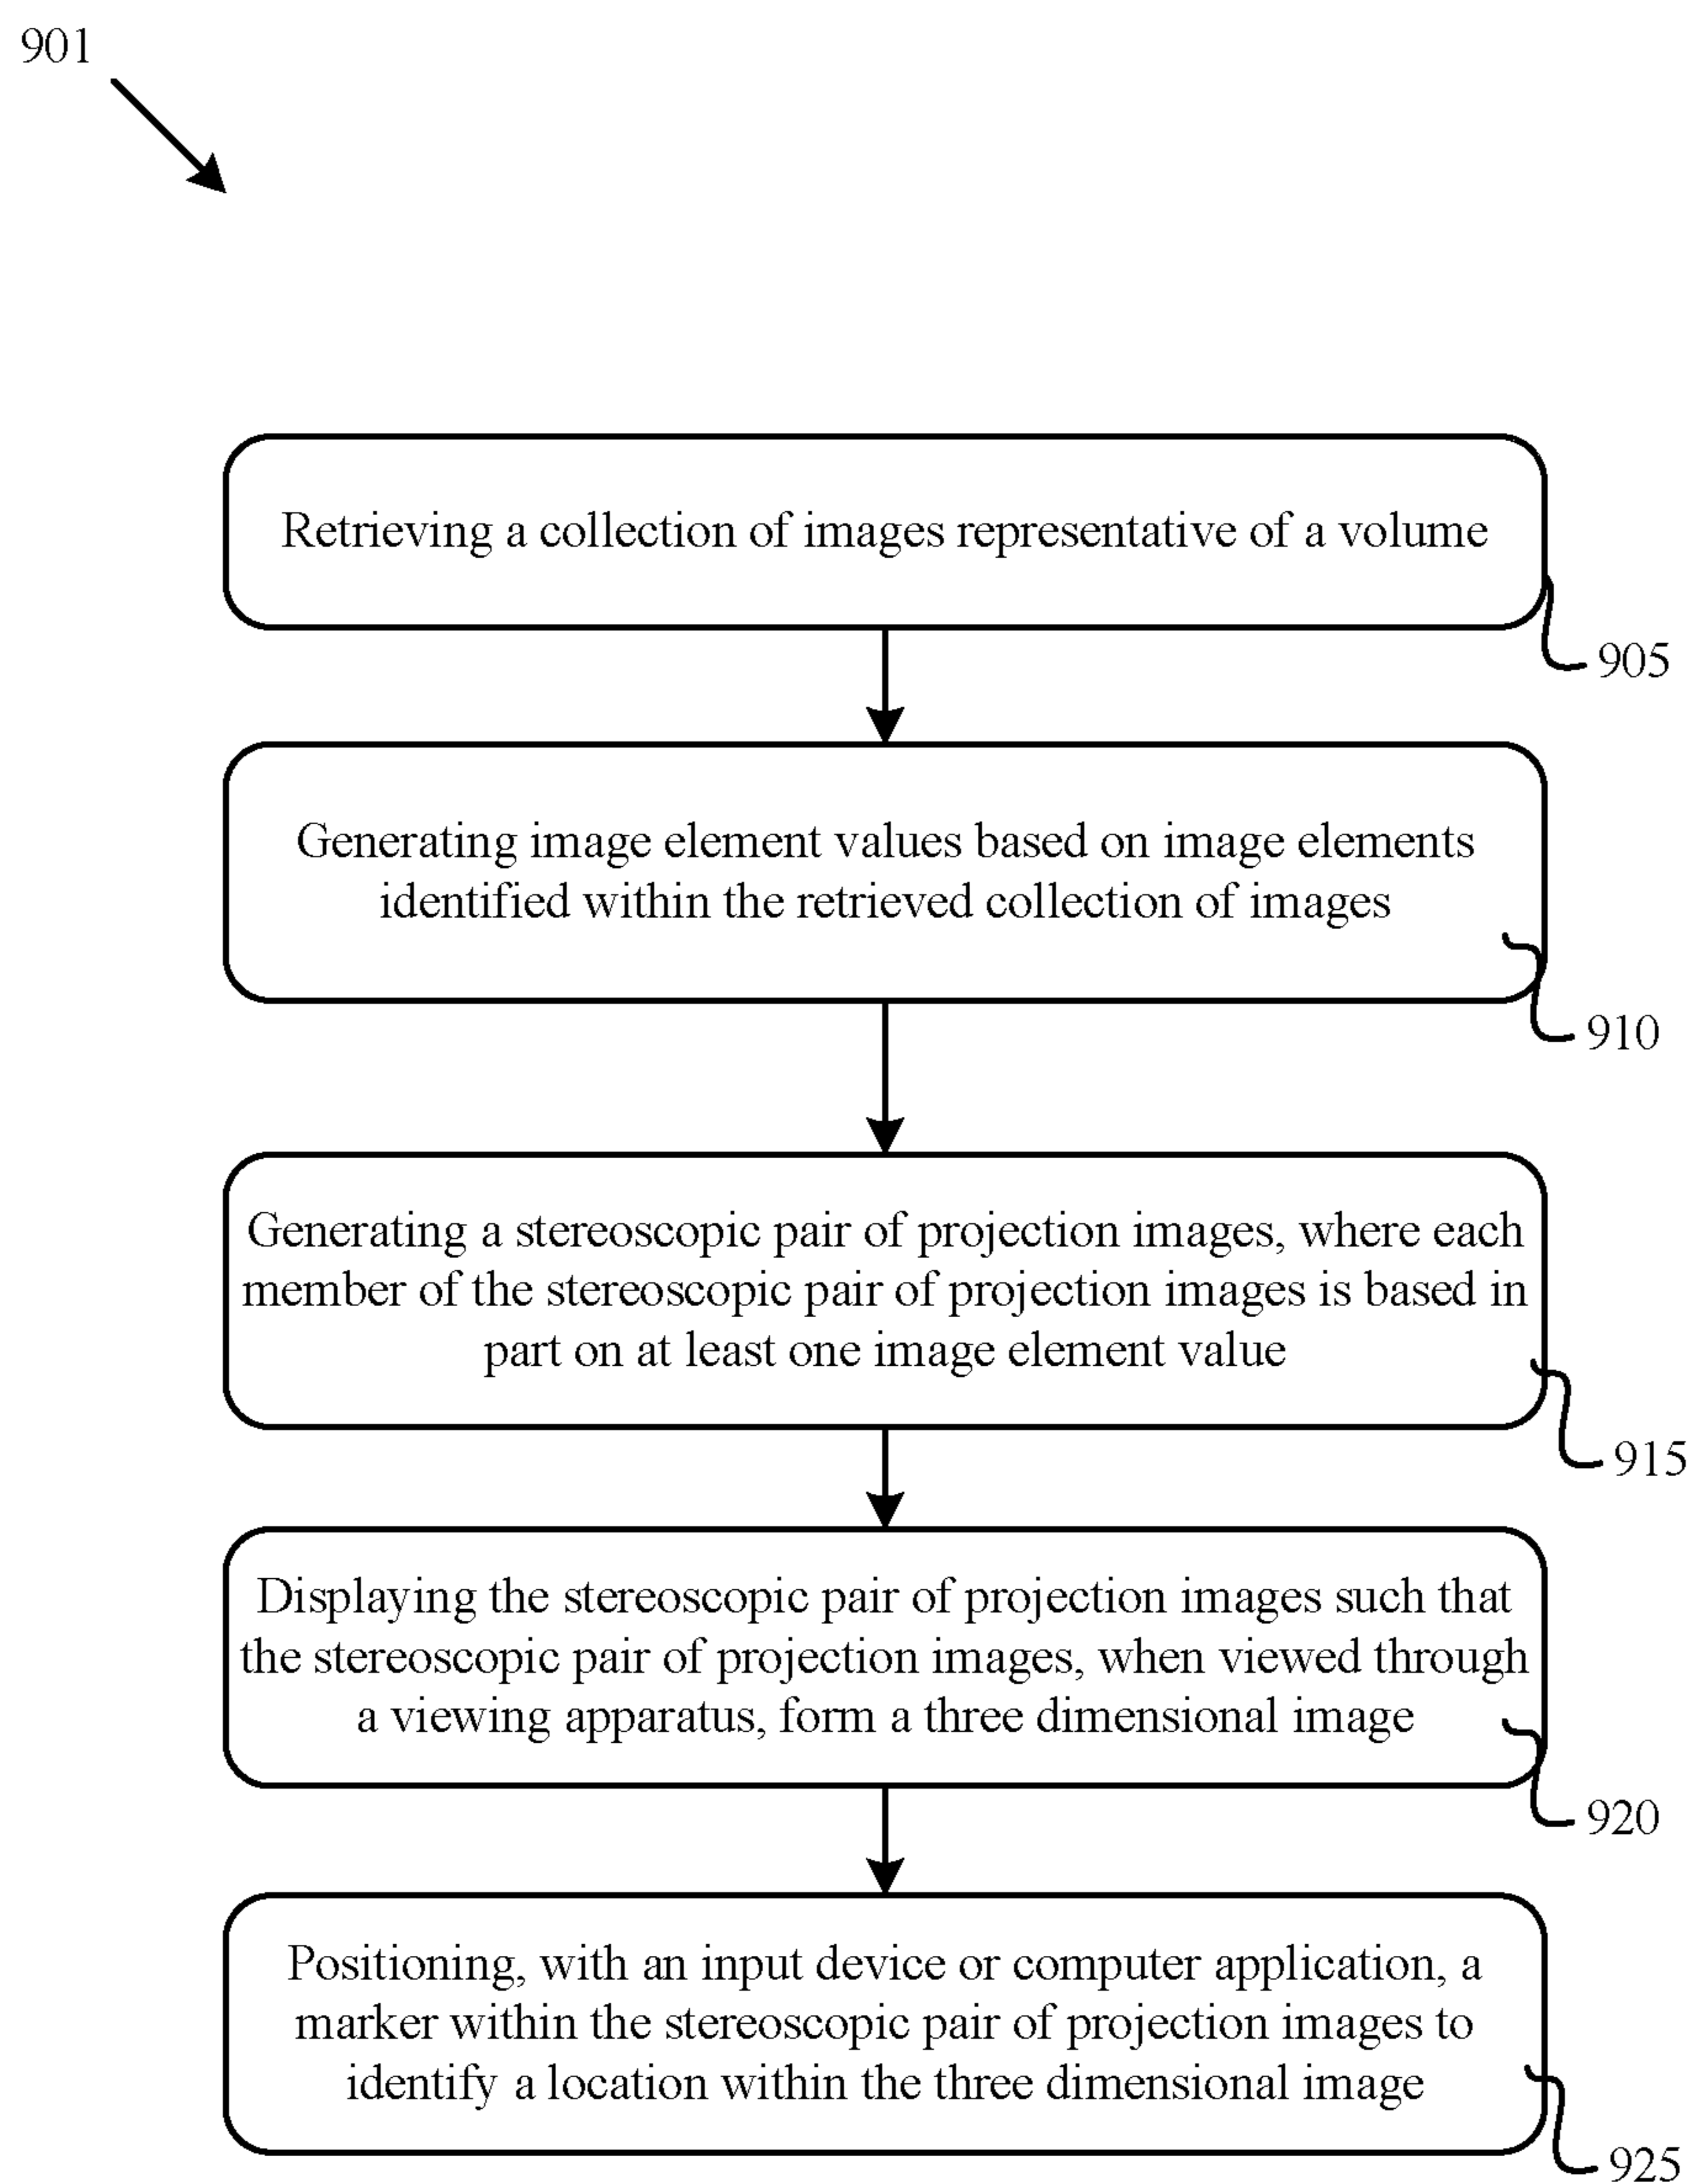 901
Retrieving a collection of images representative of a volume
905
Generating image element values based on image elements
identified within the retrieved collection of images
910
Generating a stereoscopic pair of projection images, where each
member of the stereoscopic pair of projection images is based in
part on at least one image element value
915
Displaying the stereoscopic pair of projection images such that
the stereoscopic pair of projection images, when viewed through
a viewing apparatus, form a three dimensional image
920
Positioning, with an input device or computer application, a
marker within the stereoscopic pair of projection images to
identify a location within the three dimensional image
925